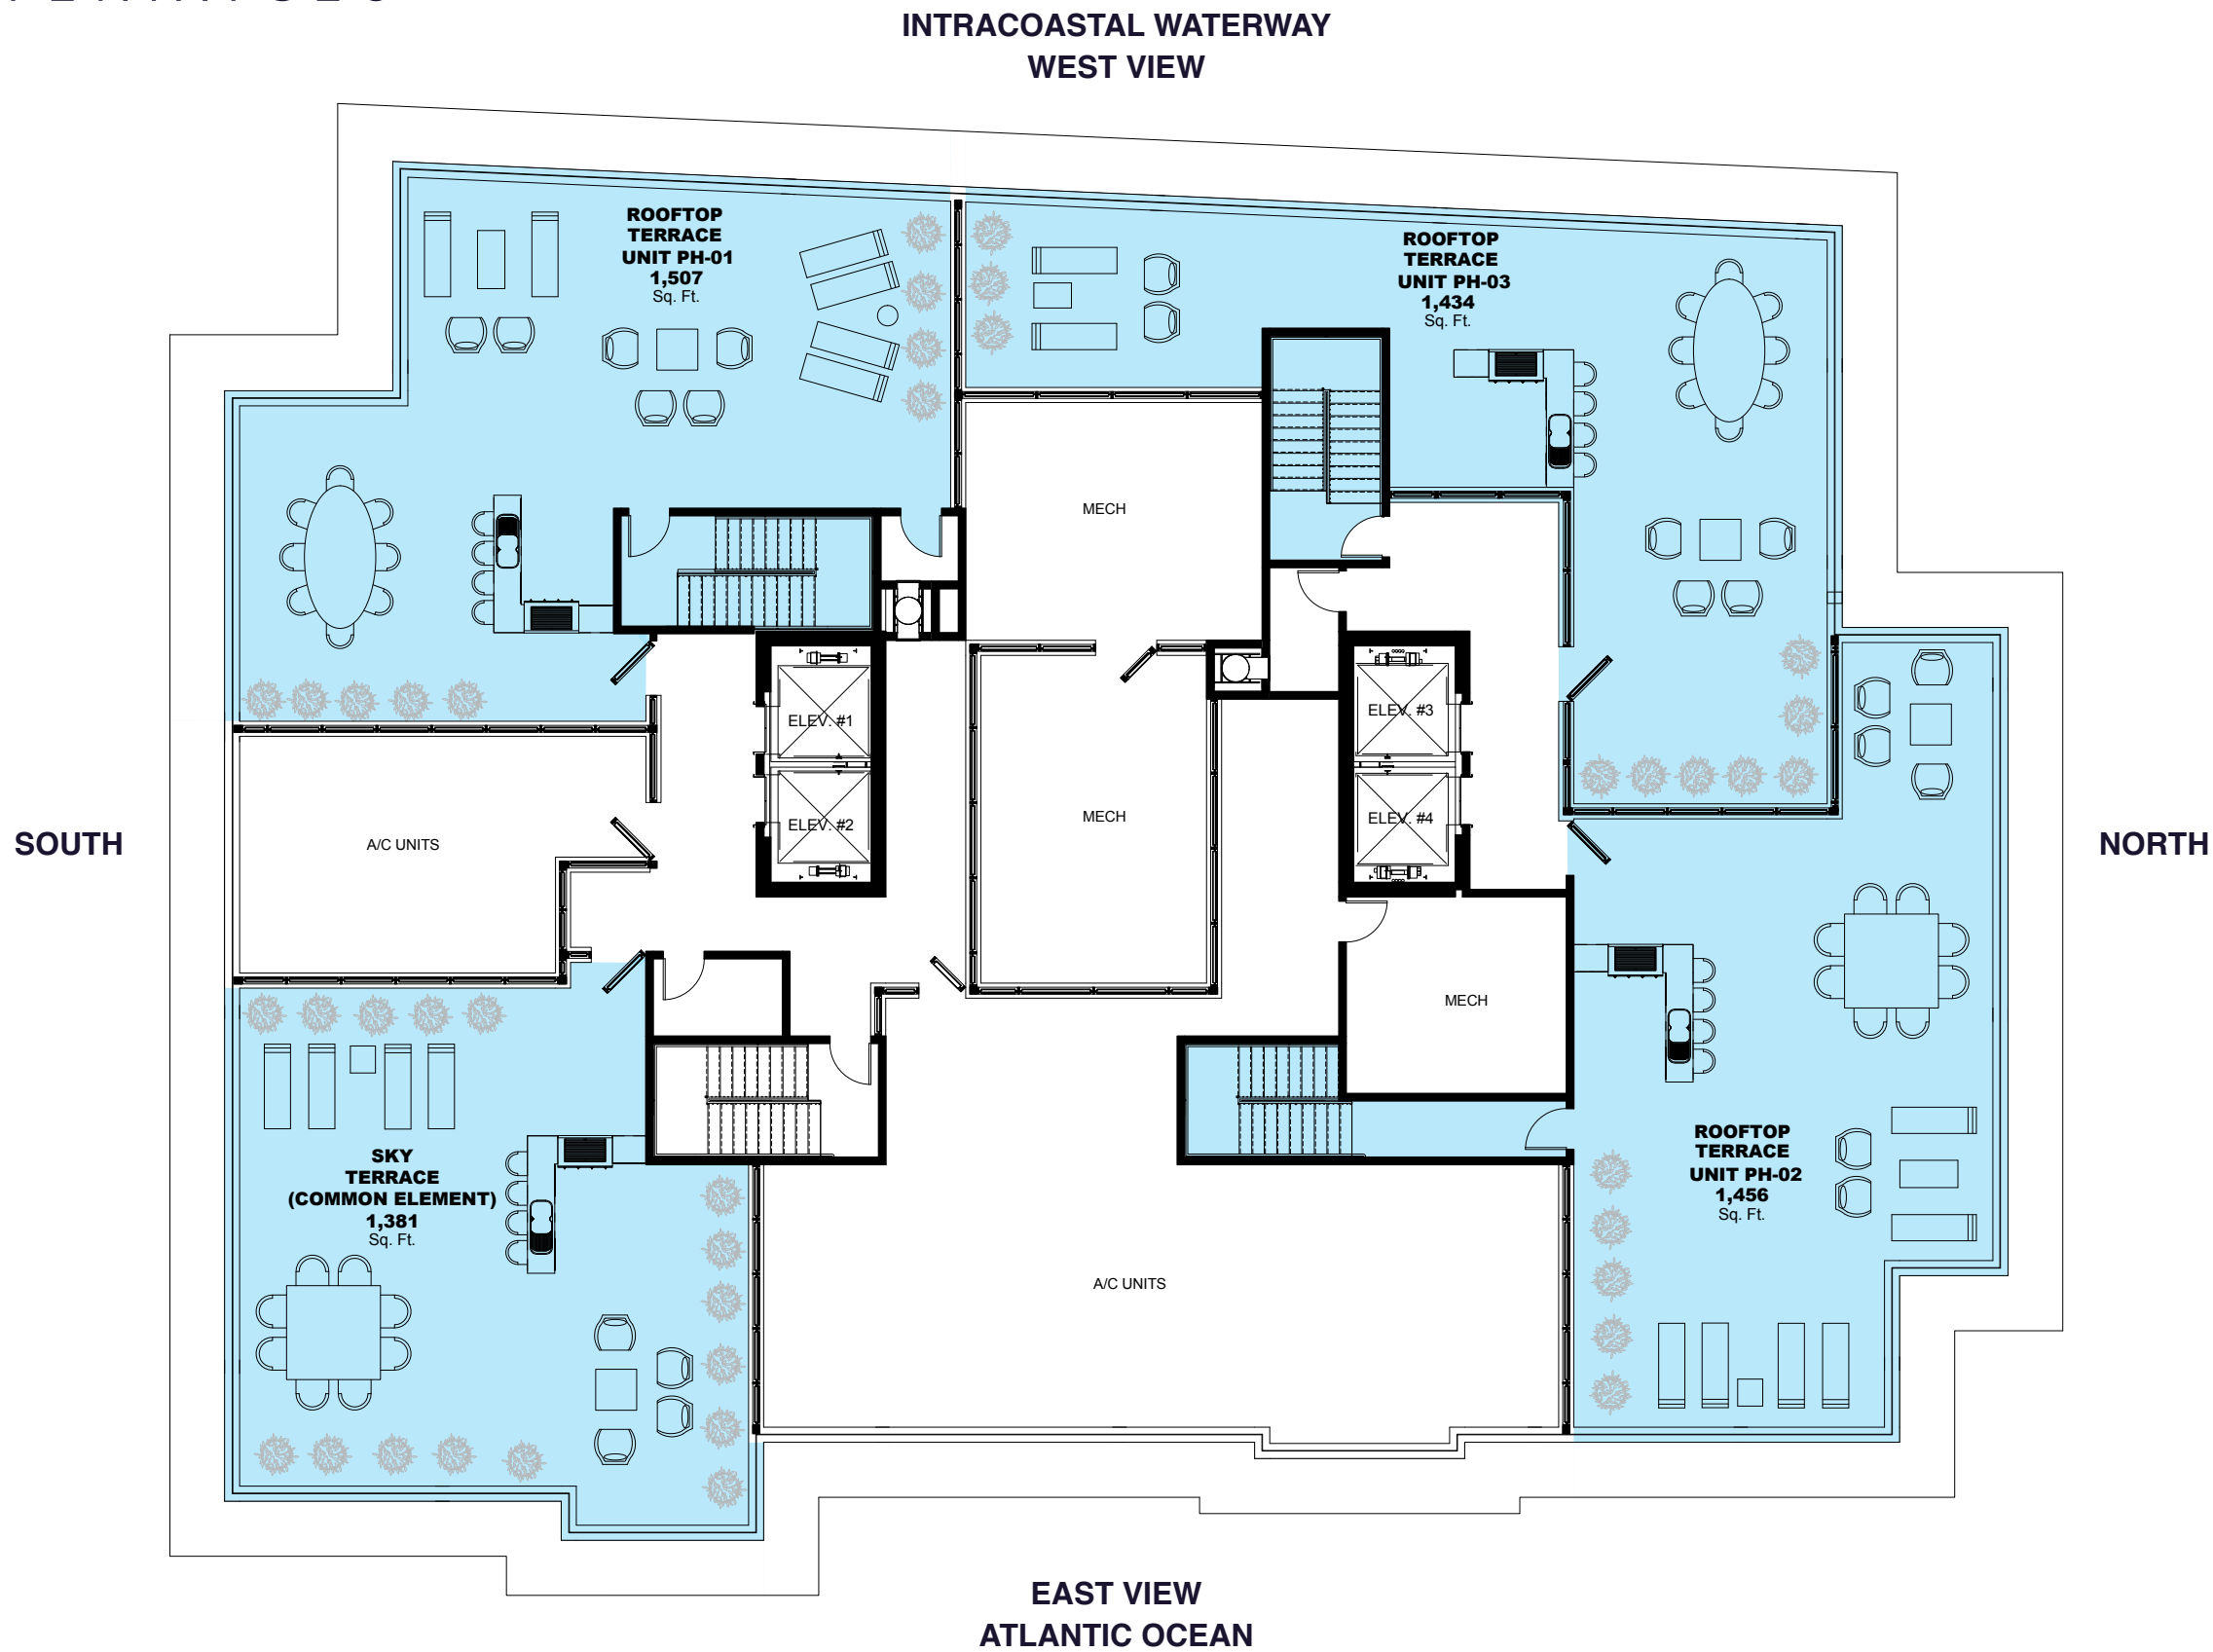 INTRACOASTAL WATERWAY
WEST VIEW
ROOFTOP
TERRACE
UNIT PH-01
1,507
Sq. Ft.
ROOFTOP
TERRACE
UNIT PH-03
1,434
Sq. Ft.
MECH
ELEV. #1
ELEV. #3
ELEV. #2
MECH
ELEV. #4
SOUTH
A/C UNITS
NORTH
MECH
SKY
TERRACE
(COMMON ELEMENT)
1,381
Sq. Ft.
ROOFTOP
TERRACE
UNIT PH-02
1,456
Sq. Ft.
A/C UNITS
EAST VIEW
ATLANTIC OCEAN